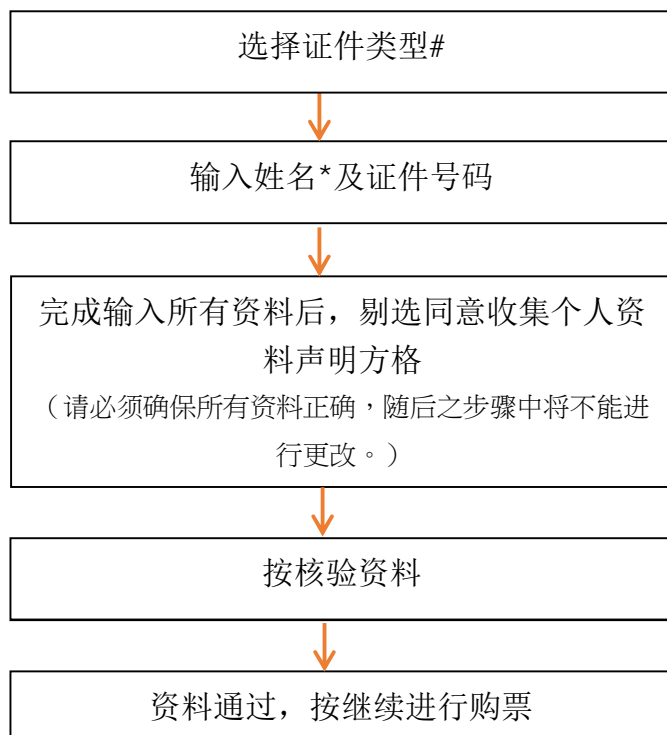 选择证件类型#
输入姓名*及证件号码
完成输入所有资料后，剔选同意收集个人资
料声明方格
（请必须确保所有资料正确，随后之步骤中将不能进
行更改。）
按核验资料
资料通过，按继续进行购票